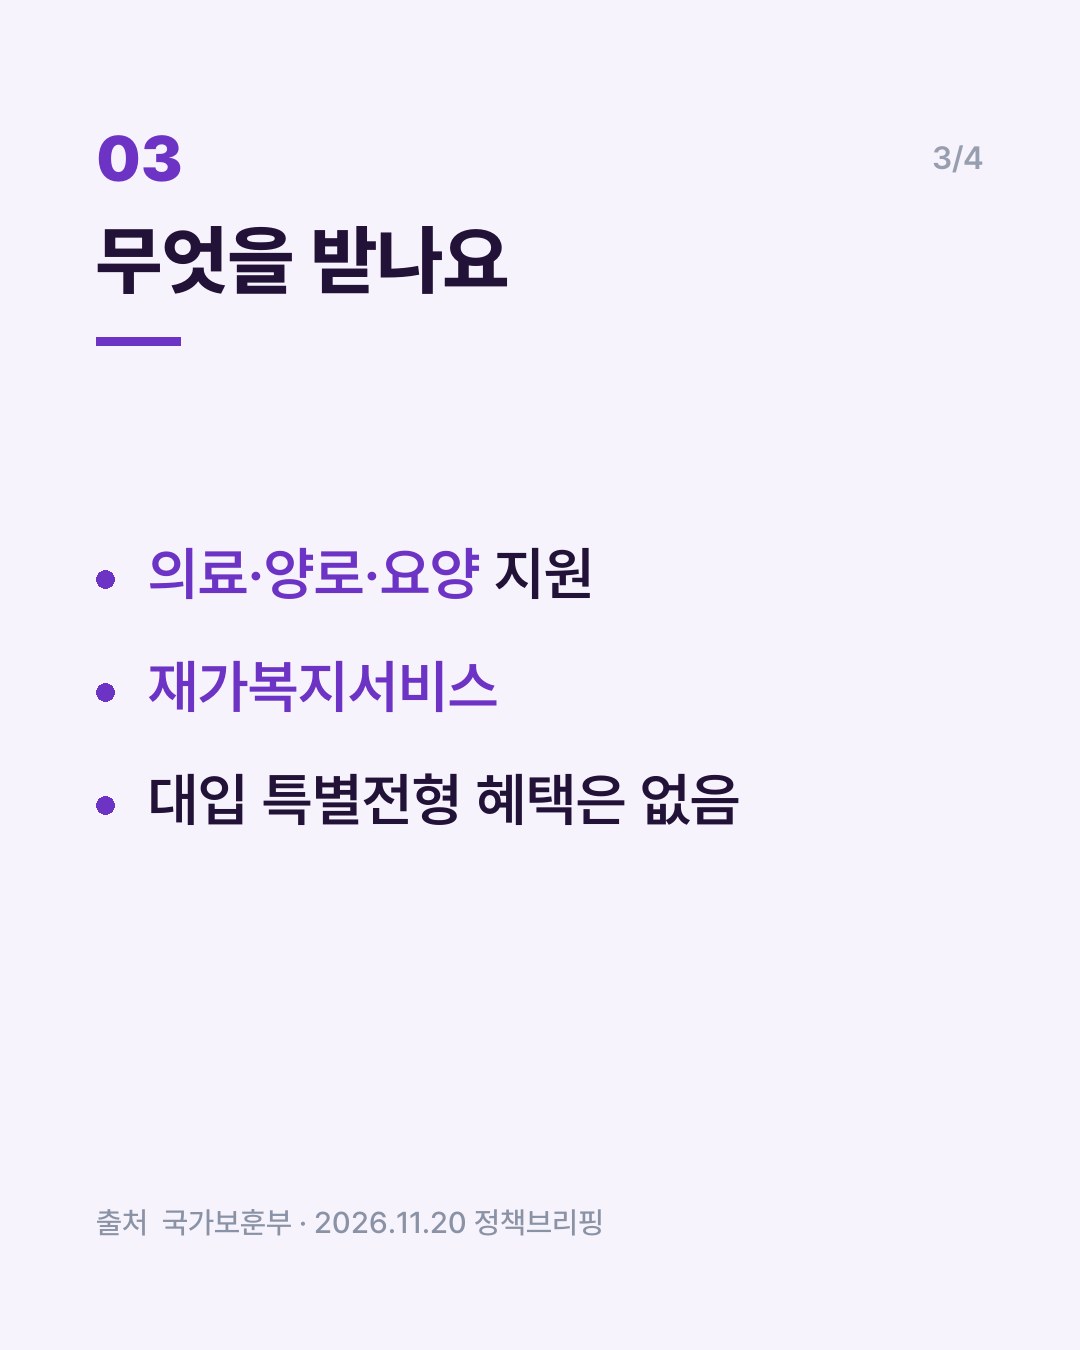 03
3/4
무엇을 받나요
의료·양로·요양 지원
재가복지서비스
대입 특별전형 혜택은 없음
출처 국가보훈부 · 2026.11.20 정책브리핑